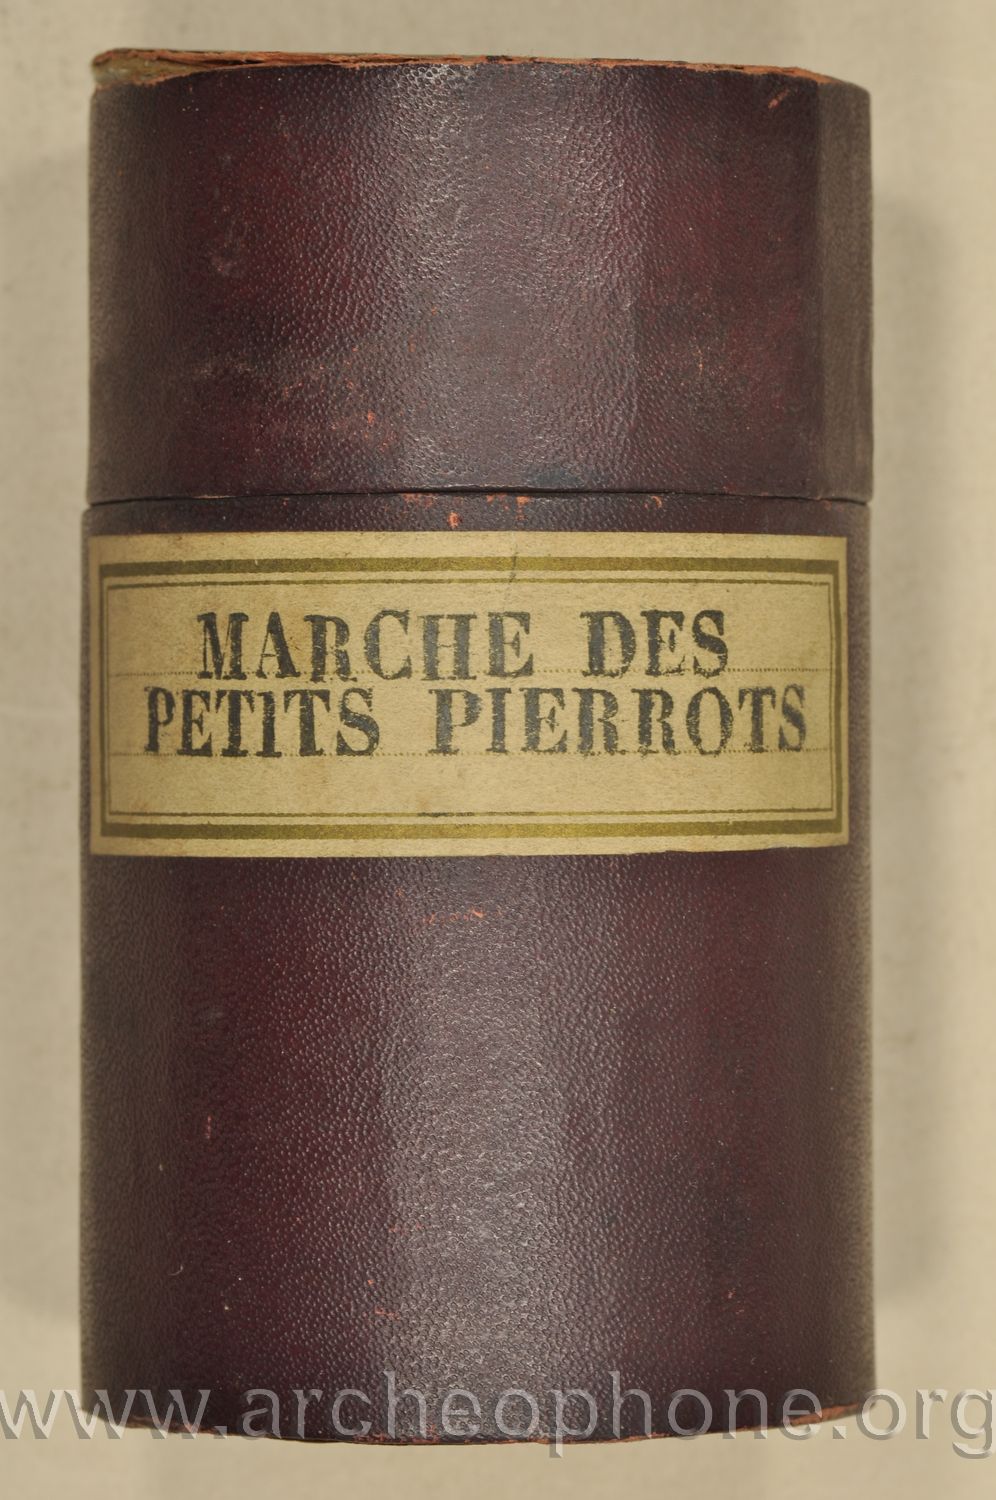 MARCHE DES
PETITS PIERROTS
www.archeophone.org